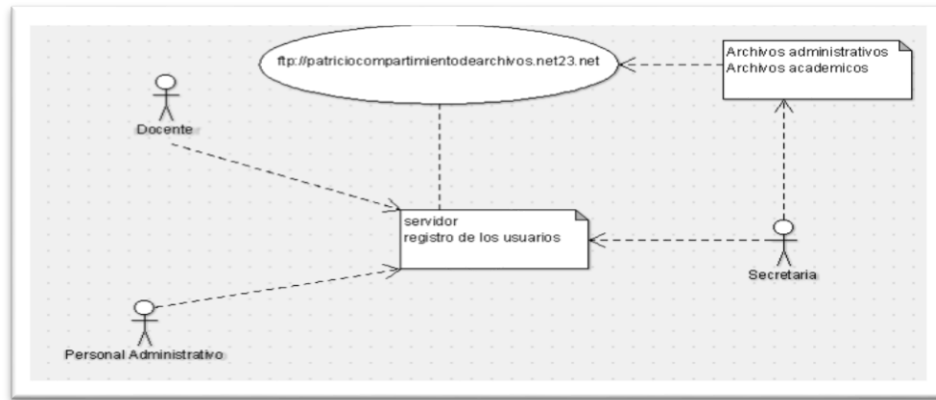 ftp://patriciocompartimientodearchivos.net23.net
Archivos administrativos
Archivos academicos
Docente
servidor
registro de los usuarios
Secretaria
Personal Administrativo